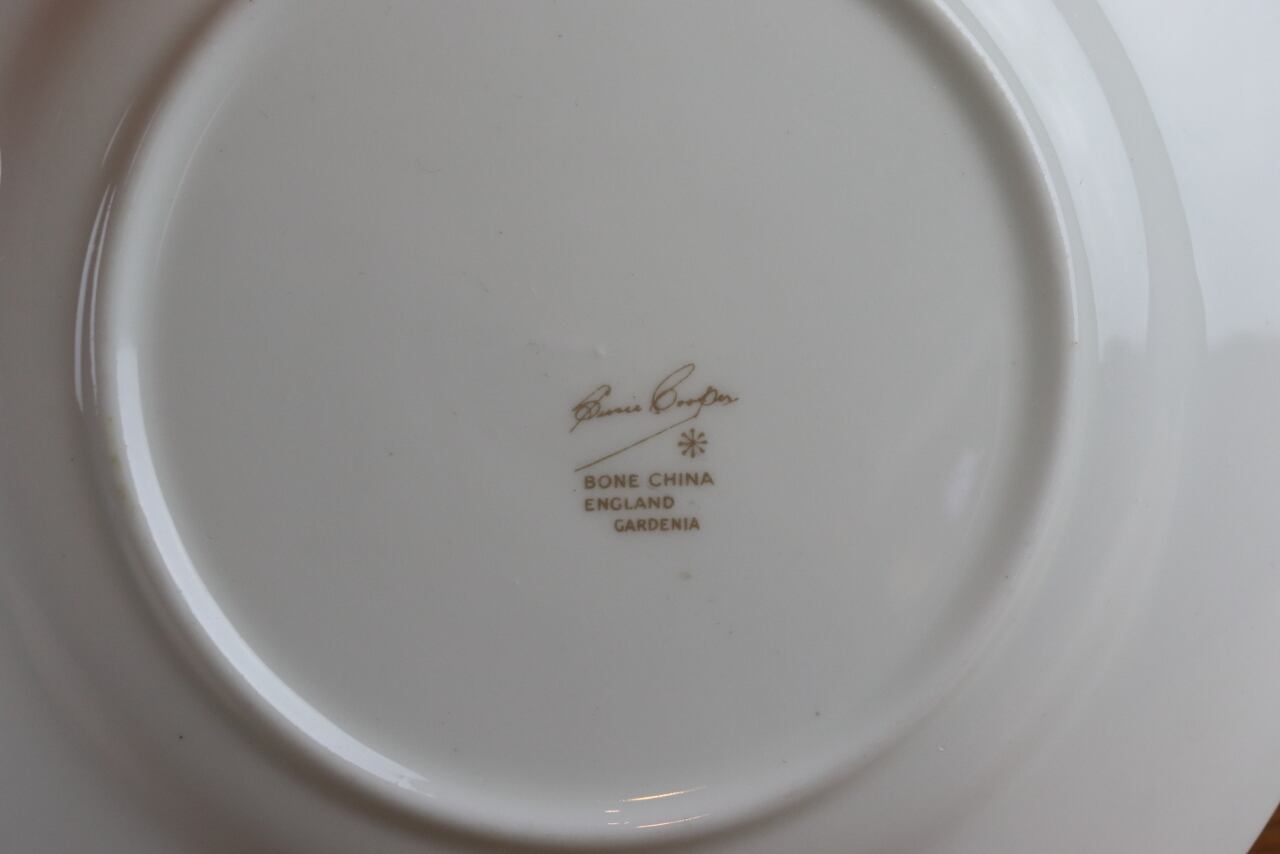 Susie Cooper
BONE CHINA
ENGLAND
GARDENIA